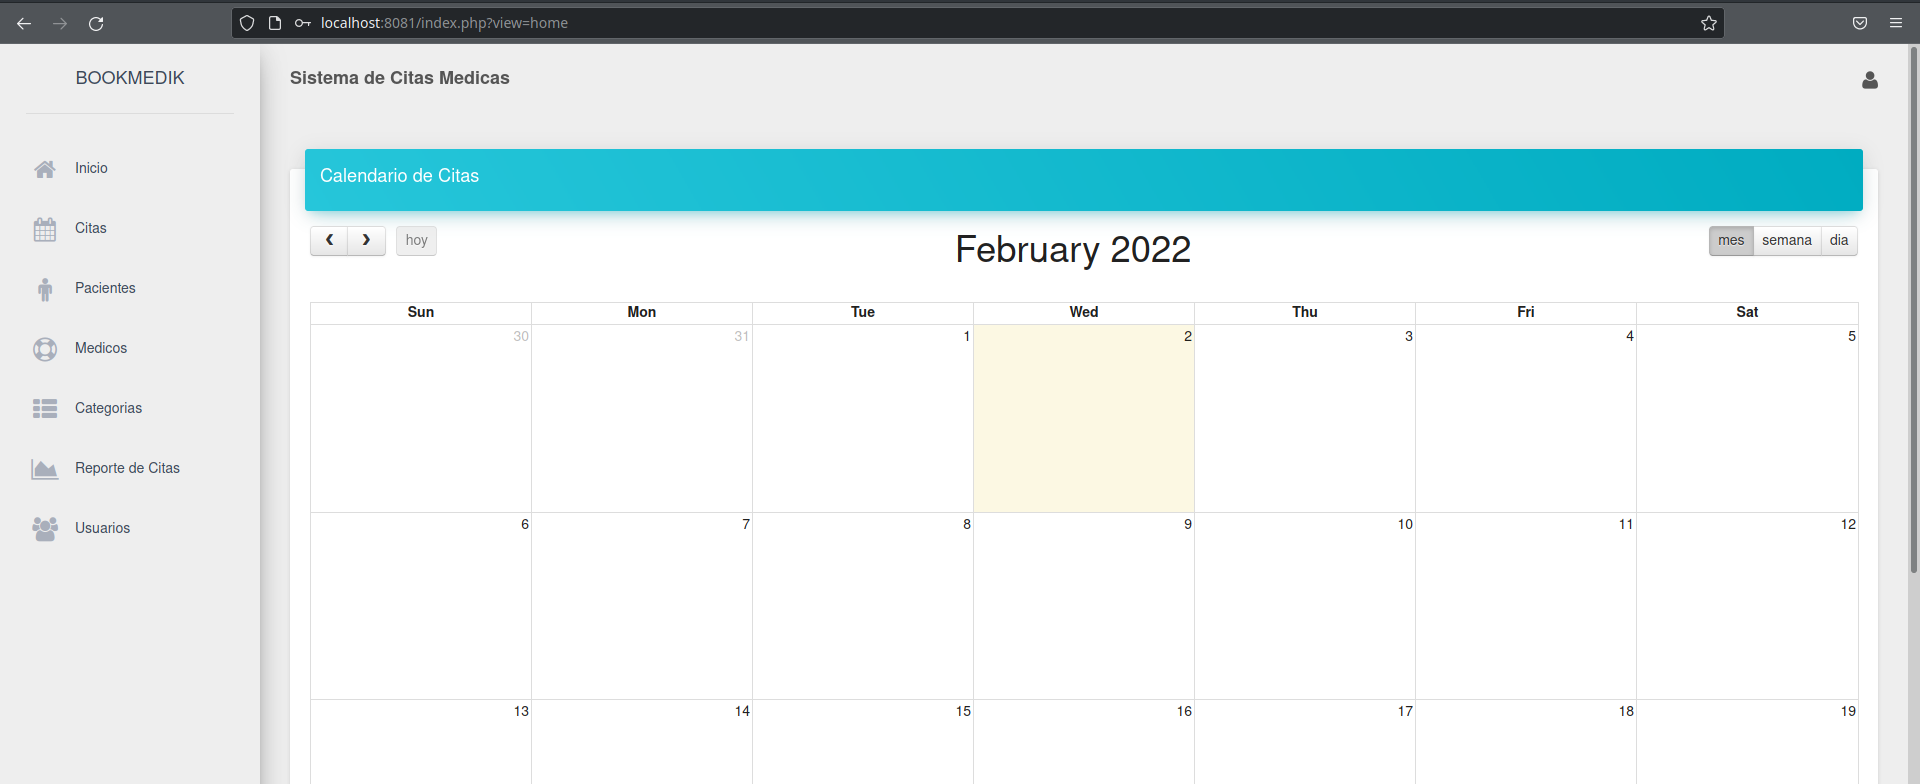 localhost:8081/index.php?view=home
BOOKMEDIK
Sistema de Citas Medicas
Inicio
Citas
Pacientes
Medicos
Categorias
Reporte de Citas
Usuarios
Calendario de Citas
hoy
February 2022
mes semana dia
Sun Mon Tue Wed Thu Fri Sat
30 31 1 2 3 4 5
6 7 8 9 10 11 12
13 14 15 16 17 18 19